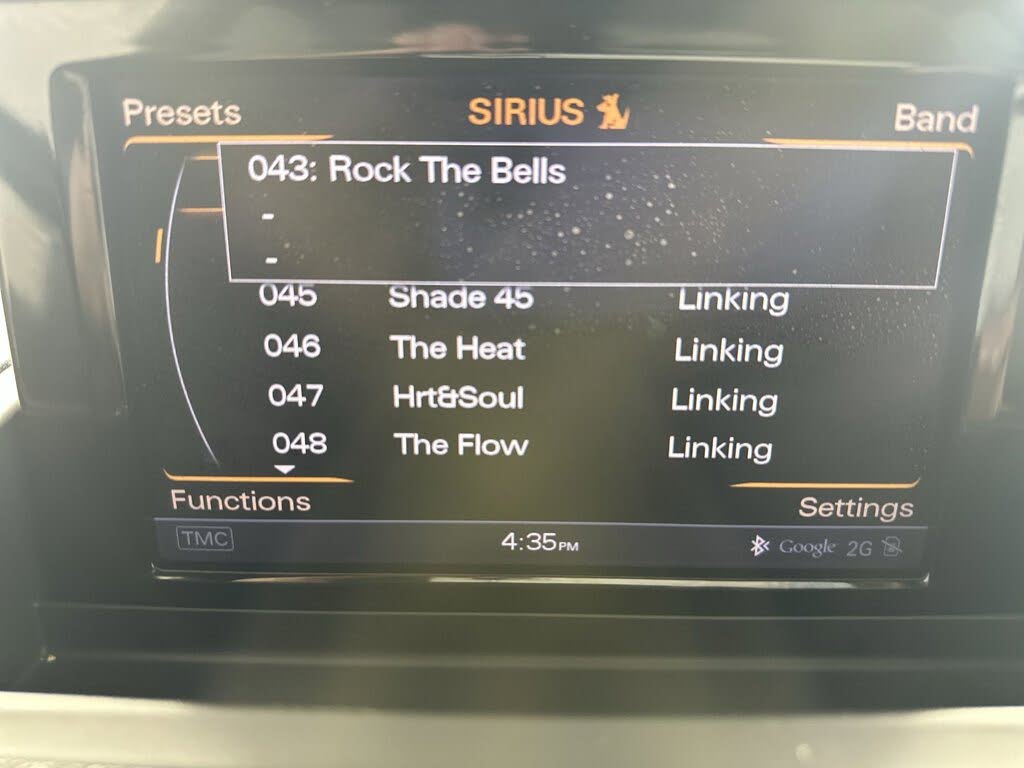 Presets SIRIUS Band
043: Rock The Bells
-
-
045 Shade 45 Linking
046 The Heat Linking
047 Hrt&Soul Linking
048 The Flow Linking
Functions Settings
TMC 4:35PM Google 2G